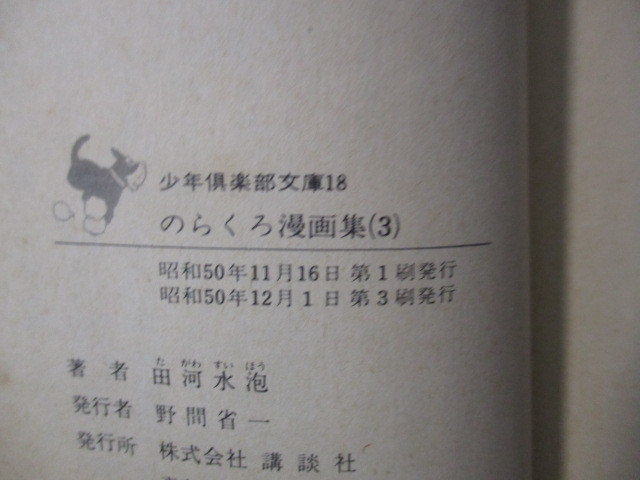 少年倶楽部文庫18
のらくろ漫画集(3)
昭和50年11月16日 第1刷発行
昭和50年12月1日 第3刷発行
た がわ すい ほう
著者 田河水泡
発行者 野間省一
発行所 株式会社 講談社